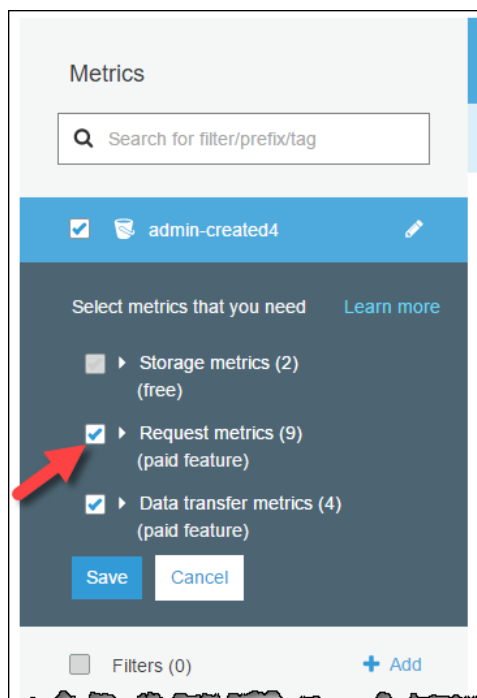 Metrics
Search for filter/prefix/tag
admin-created4
Select metrics that you need Learn more
Storage metrics (2)
(free)
Request metrics (9)
(paid feature)
Data transfer metrics (4)
(paid feature)
Save Cancel
Filters (0) Add